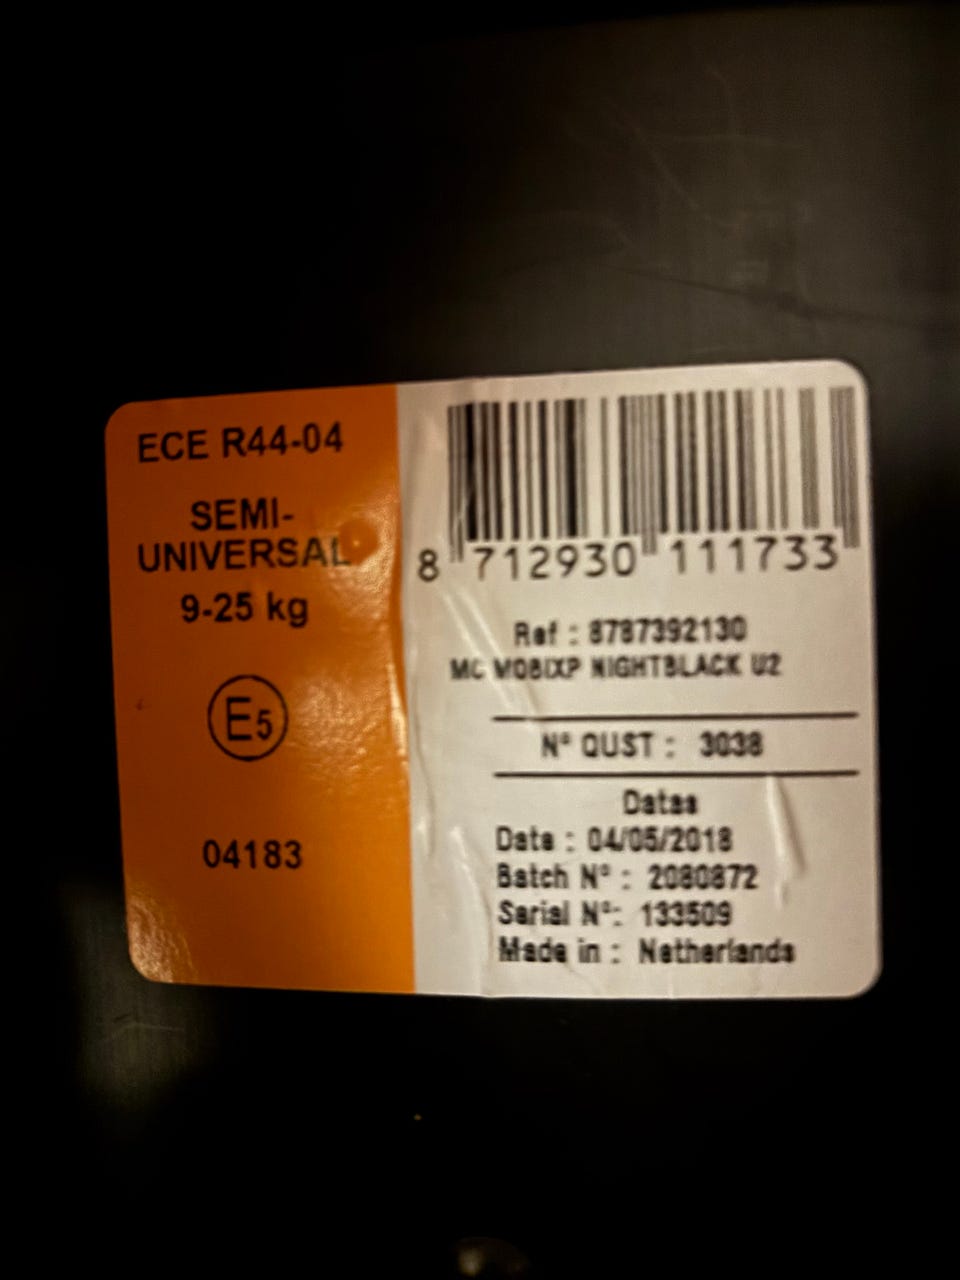 ECE R44-04
SEMI-
UNIVERSAL
9-25 kg
E5
04183
8 712930 111733
Ref : 8787392130
MC MOBIXP NIGHTBLACK U2
N° QUST : 3038
Datas
Date : 04/05/2018
Batch N° : 2080872
Serial N°: 133509
Made in : Netherlands